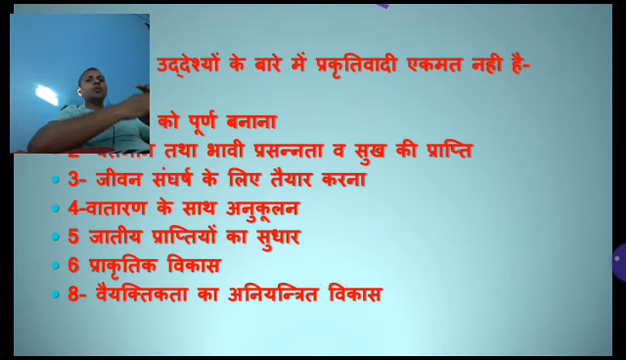 उद्देश्यों के बारे में प्रकृतिवादी एकमत नही है-
को पूर्ण बनाना
तथा भावी प्रसन्नता व सुख की प्राप्ति
3- जीवन संघर्ष के लिए तैयार करना
4-वातारण के साथ अनुकूलन
5 जातीय प्राप्तियों का सुधार
6 प्राकृतिक विकास
8- वैयक्तिकता का अनियन्त्रित विकास